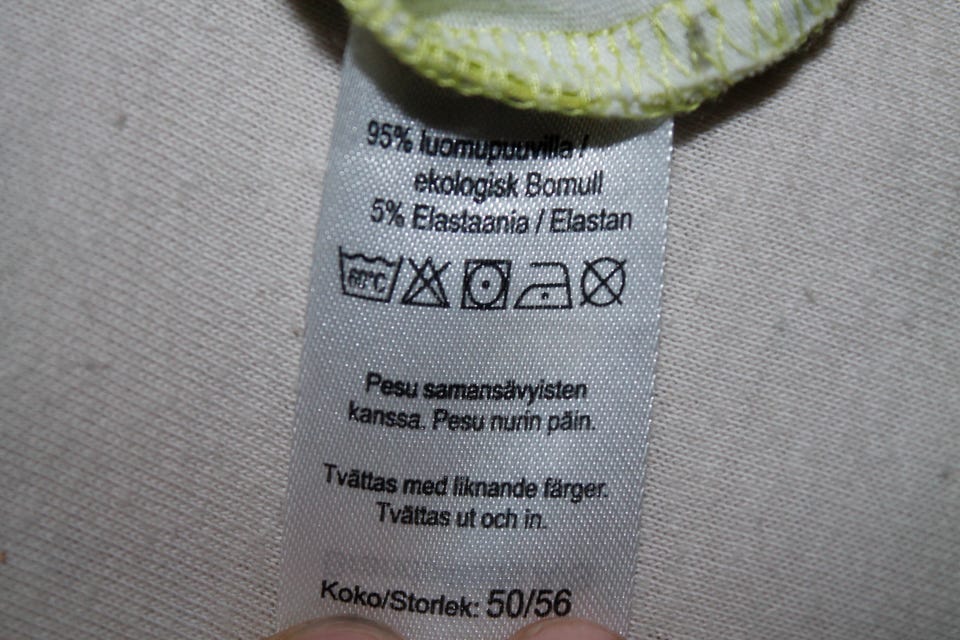 95% luomupuuvilla /
ekologisk Bomull
5% Elastaania / Elastan
60°C
Pesu samansävyisten
kanssa. Pesu nurin päin.
Tvättas med liknande färger.
Tvättas ut och in.
Koko/Storlek: 50/56